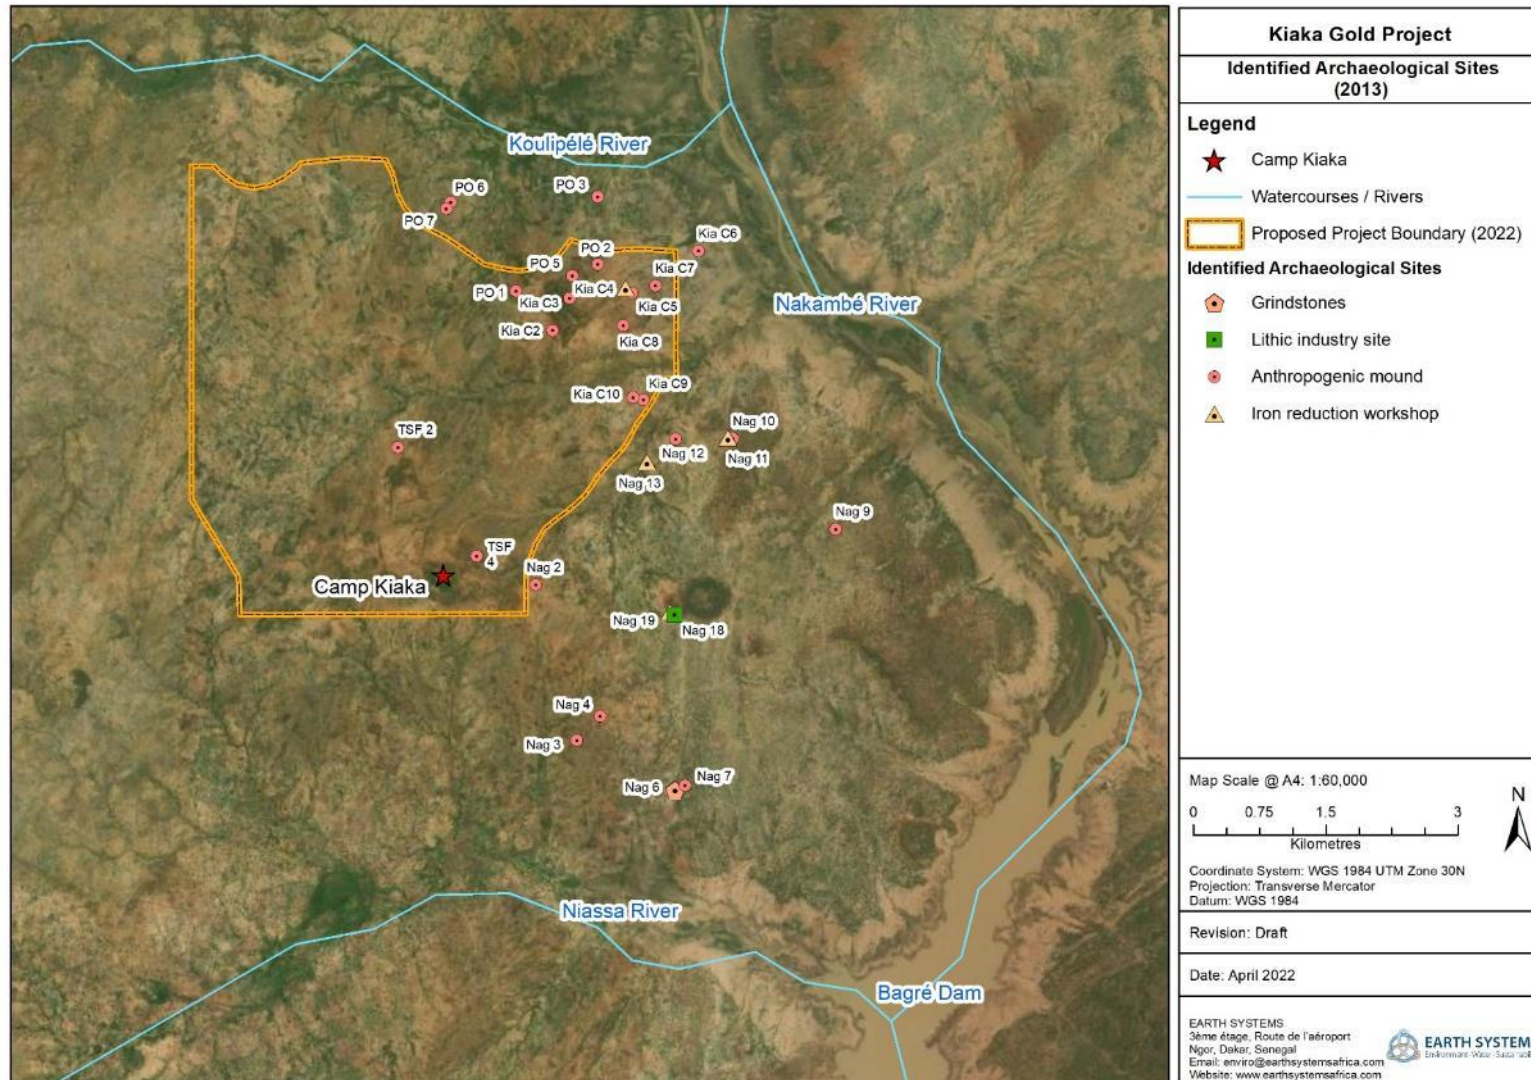 Kiaka Gold Project
Identified Archaeological Sites
(2013)
Legend
Camp Kiaka
Watercourses / Rivers
Proposed Project Boundary (2022)
Identified Archaeological Sites
Grindstones
Lithic industry site
Anthropogenic mound
Iron reduction workshop
Map Scale @ A4: 1:60,000
0 0.75 1.5 3
Kilometres
N
Coordinate System: WGS 1984 UTM Zone 30N
Projection: Transverse Mercator
Datum: WGS 1984
Revision: Draft
Date: April 2022
EARTH SYSTEMS
3ème étage, Route de l'aéroport
Ngor, Dakar, Senegal
Email: enviro@earthsystemsafrica.com
Website: www.earthsystemsafrica.com
EARTH SYSTEM
Koulipélé River
PO 6
PO 3
PO 7
Kia C6
PO 2
PO 5
Kia C7
PO 1
Kia C3
Kia C4
Kia C5
Nakambé River
Kia C2
Kia C8
Kia C9
Kia C10
Nag 10
TSF 2
Nag 12
Nag 11
Nag 13
Nag 9
TSF
4
Nag 2
Camp Kiaka
Nag 19
Nag 18
Nag 4
Nag 3
Nag 7
Nag 6
Niassa River
Bagré Dam